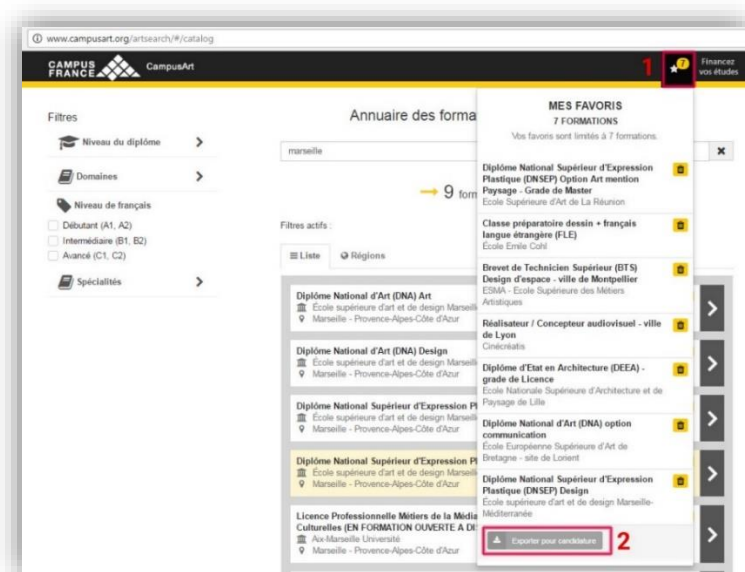 www.campusart.org/artsearch/#/catalog
CAMPUS
FRANCE
CampusArt
1
7
Financez
vos études
Filtres
Niveau du diplôme
Domaines
Niveau de français
Débutant (A1, A2)
Intermédiaire (B1, B2)
Avancé (C1, C2)
Spécialités
Annuaire des forma
marseille
9 form
Filtres actifs :
Liste
Régions
Diplôme National d'Art (DNA) Art
École supérieure d'art et de design Marseill
Marseille - Provence-Alpes-Côte d'Azur
Diplôme National d'Art (DNA) Design
École supérieure d'art et de design Marseill
Marseille - Provence-Alpes-Côte d'Azur
Diplôme National Supérieur d'Expression Pl
École supérieure d'art et de design Marseill
Marseille - Provence-Alpes-Côte d'Azur
Diplôme National Supérieur d'Expression Pl
École supérieure d'art et de design Marseill
Marseille - Provence-Alpes-Côte d'Azur
Licence Professionnelle Métiers de la Média
Culturelles (EN FORMATION OUVERTE A DI
Aix-Marseille Université
Marseille - Provence-Alpes-Côte d'Azur
MES FAVORIS
7 FORMATIONS
Vos favoris sont limités à 7 formations.
Diplôme National Supérieur d'Expression
Plastique (DNSEP) Option Art mention
Paysage - Grade de Master
Ecole Supérieure d'Art de La Réunion
Classe préparatoire dessin + français
langue étrangère (FLE)
École Emile Cohl
Brevet de Technicien Supérieur (BTS)
Design d'espace - ville de Montpellier
ESMA - Ecole Supérieure des Métiers
Artistiques
Réalisateur / Concepteur audiovisuel - ville
de Lyon
Cinécréatis
Diplôme d'Etat en Architecture (DEEA) -
grade de Licence
Ecole Nationale Supérieure d'Architecture et de
Paysage de Lille
Diplôme National d'Art (DNA) option
communication
École Européenne Supérieure d'Art de
Bretagne - site de Lorient
Diplôme National Supérieur d'Expression
Plastique (DNSEP) Design
École supérieure d'art et de design Marseille-
Méditerranée
Exporter pour candidature
2